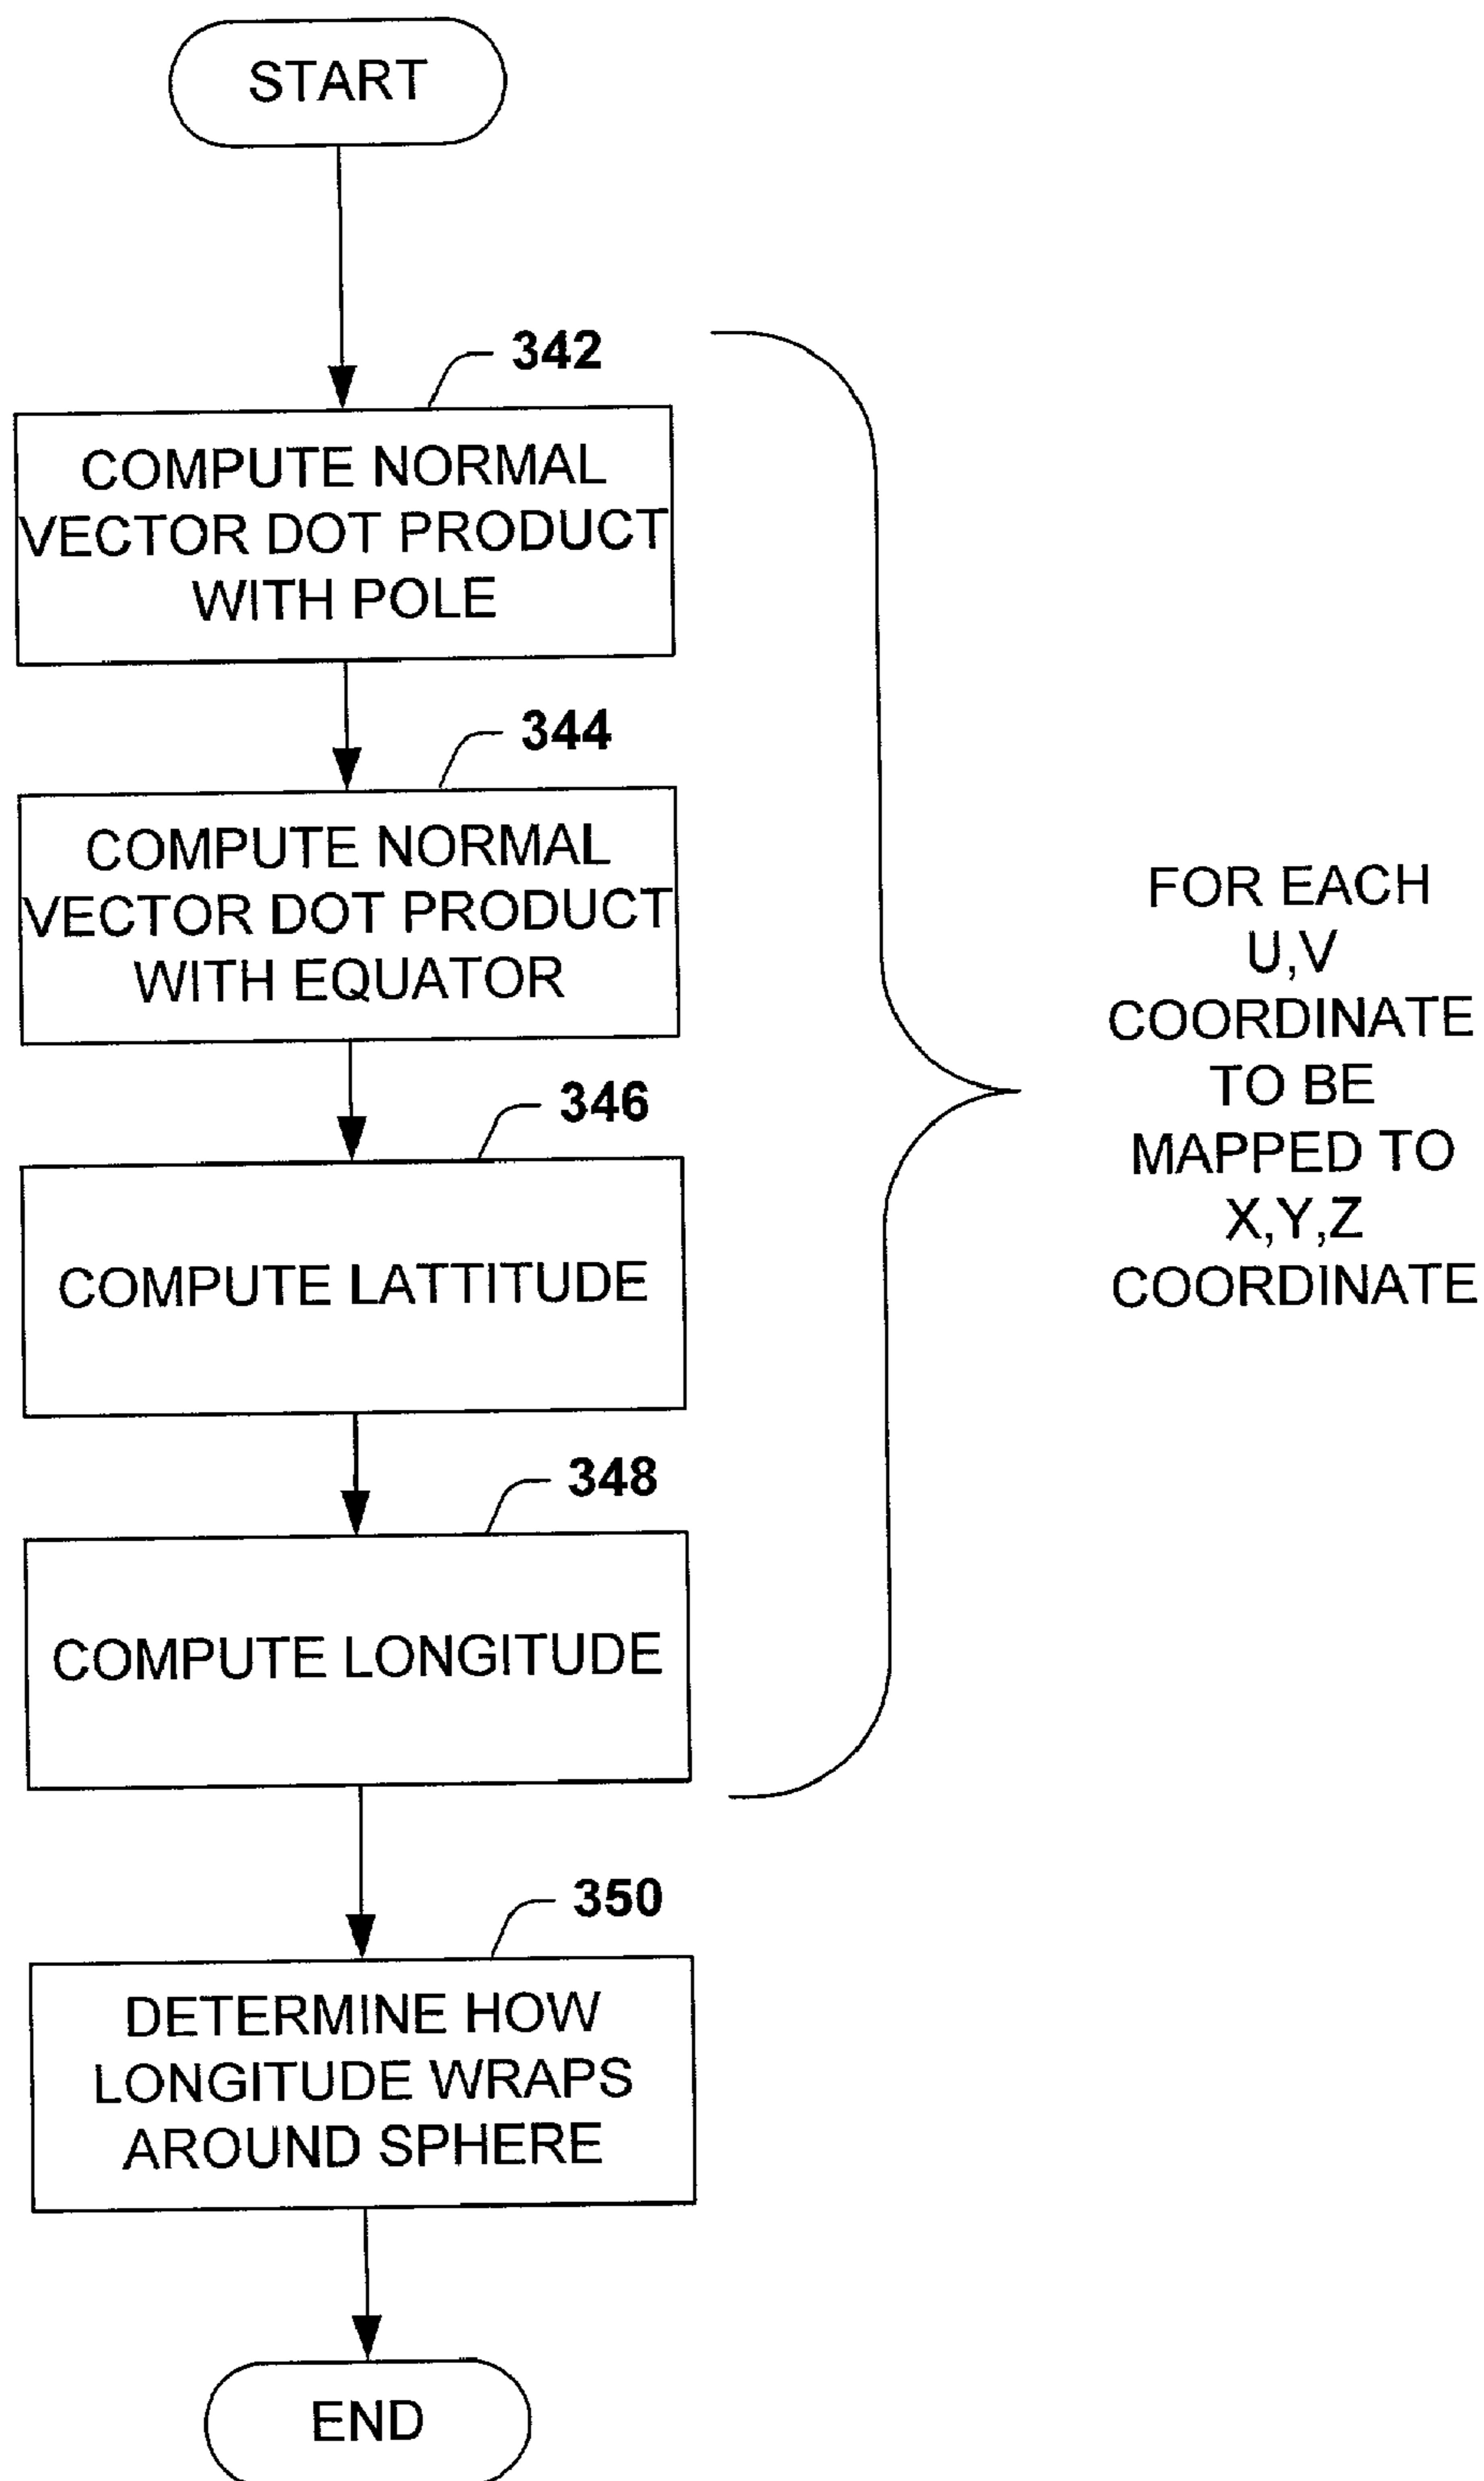 START
342
COMPUTE NORMAL
VECTOR DOT PRODUCT
WITH POLE
344
COMPUTE NORMAL
VECTOR DOT PRODUCT
WITH EQUATOR
346
COMPUTE LATTITUDE
348
COMPUTE LONGITUDE
FOR EACH
U,V
COORDINATE
TO BE
MAPPED TO
X,Y,Z
COORDINATE
350
DETERMINE HOW
LONGITUDE WRAPS
AROUND SPHERE
END